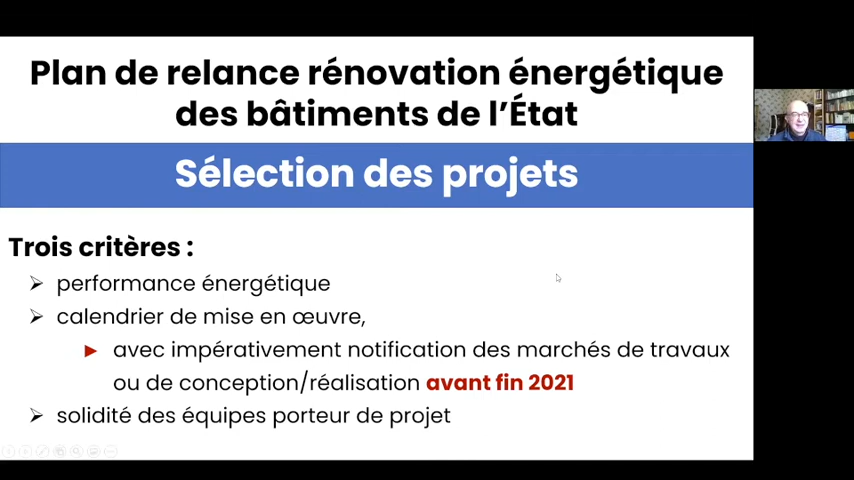 Plan de relance rénovation énergétique
des bâtiments de l'État
Sélection des projets
Trois critères :
performance énergétique
calendrier de mise en œuvre,
avec impérativement notification des marchés de travaux
ou de conception/réalisation avant fin 2021
solidité des équipes porteur de projet